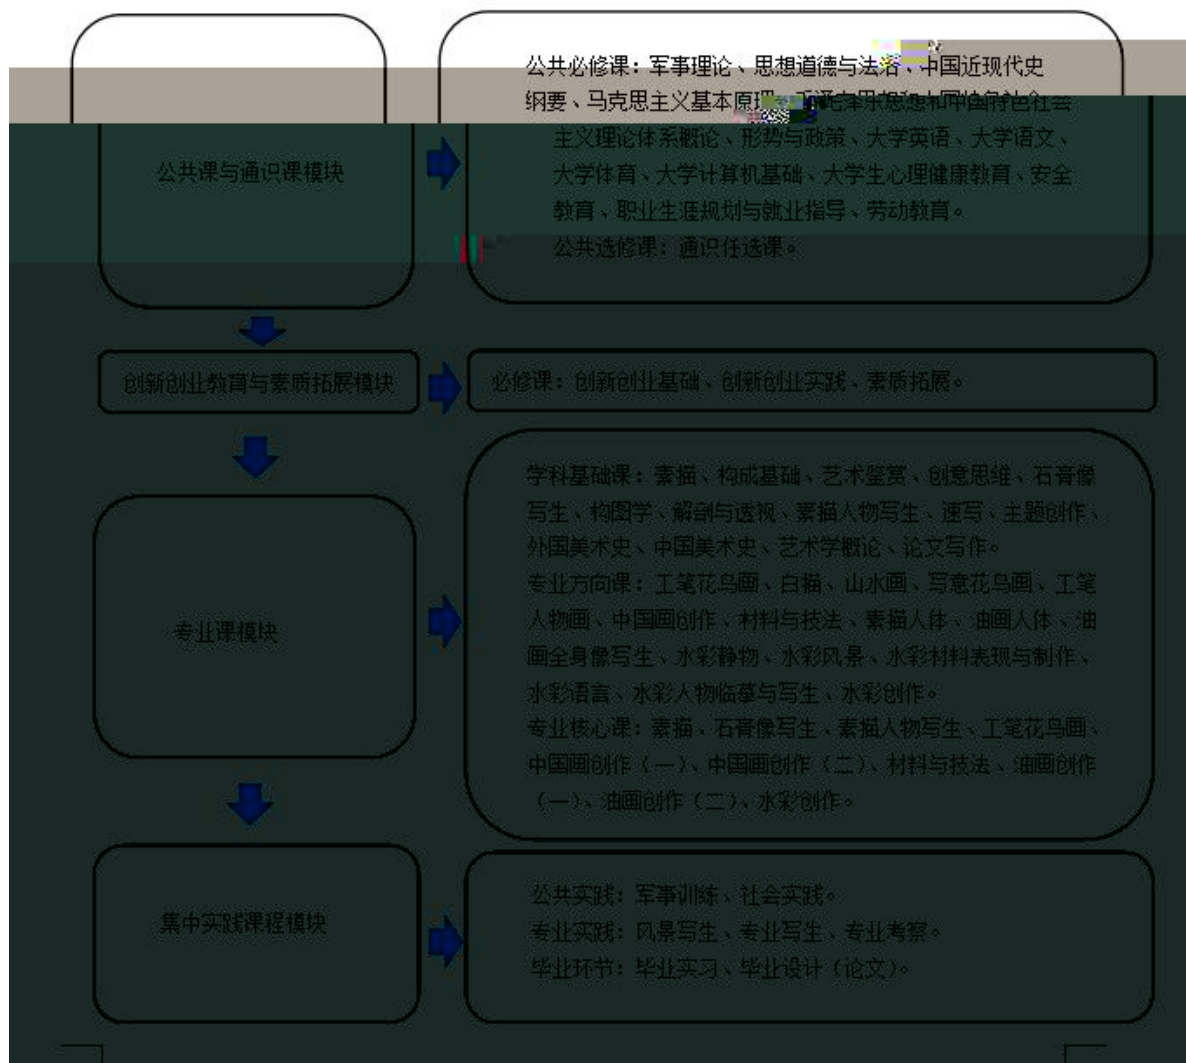 公共必修课：军事理论、思想道德与法治、中国近现代史
纲要、马克思主义基本原理、毛泽东思想和中国特色社会
公共课与通识课模块
主义理论体系概论、形势与政策、大学英语、大学语文、
大学体育、大学计算机基础、大学生心理健康教育、安全
教育、职业生涯规划与就业指导、劳动教育。
公共选修课：通识任选课。
创新创业教育与素质拓展模块
必修课：创新创业基础、创新创业实践、素质拓展。
专业课模块
学科基础课：素描、构成基础、艺术鉴赏、创意思维、石膏像
写生、构图学、解剖与透视、素描人物写生、速写、主题创作、
外国美术史、中国美术史、艺术学概论、论文写作。
专业方向课：工笔花鸟画、白描、山水画、写意花鸟画、工笔
人物画、中国画创作、材料与技法、素描人体、油画人体、油
画全身像写生、水彩静物、水彩风景、水彩材料表现与制作、
水彩语言、水彩人物临摹与写生、水彩创作。
专业核心课：素描、石膏像写生、素描人物写生、工笔花鸟画、
中国画创作（一）、中国画创作（二）、材料与技法、油画创作
（一）、油画创作（二）、水彩创作。
集中实践课程模块
公共实践：军事训练、社会实践。
专业实践：风景写生、专业写生、专业考察。
毕业环节：毕业实习、毕业设计（论文）。